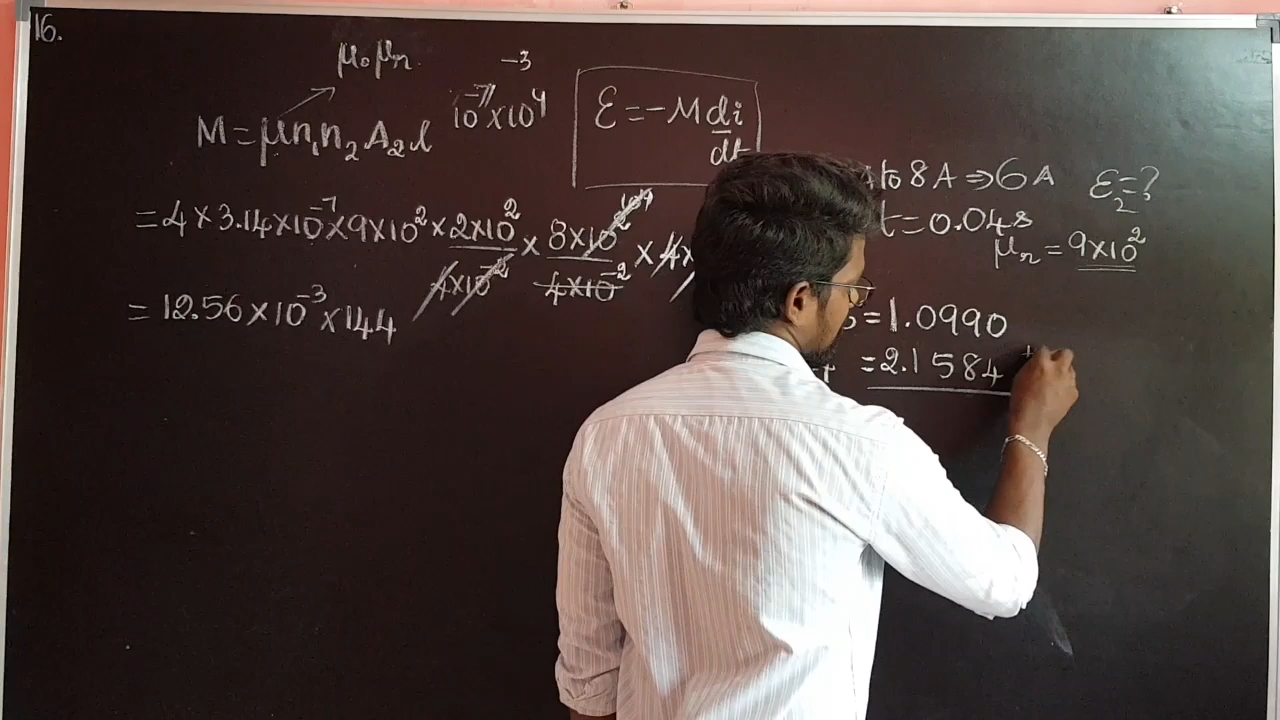 16.
μ₀μᵣ
-3
10⁻⁷×10⁴
ε=-M di/dt
M=μn₁n₂A₂l
to 8A ⇒ 6A ε₂=?
t=0.04s
μᵣ=9×10²
=4×3.14×10⁻⁷×9×10²×2×10²/4×10⁻²×8×10²/4×10⁻²×4×
=12.56×10⁻³×144
=1.0990
=2.1584 +